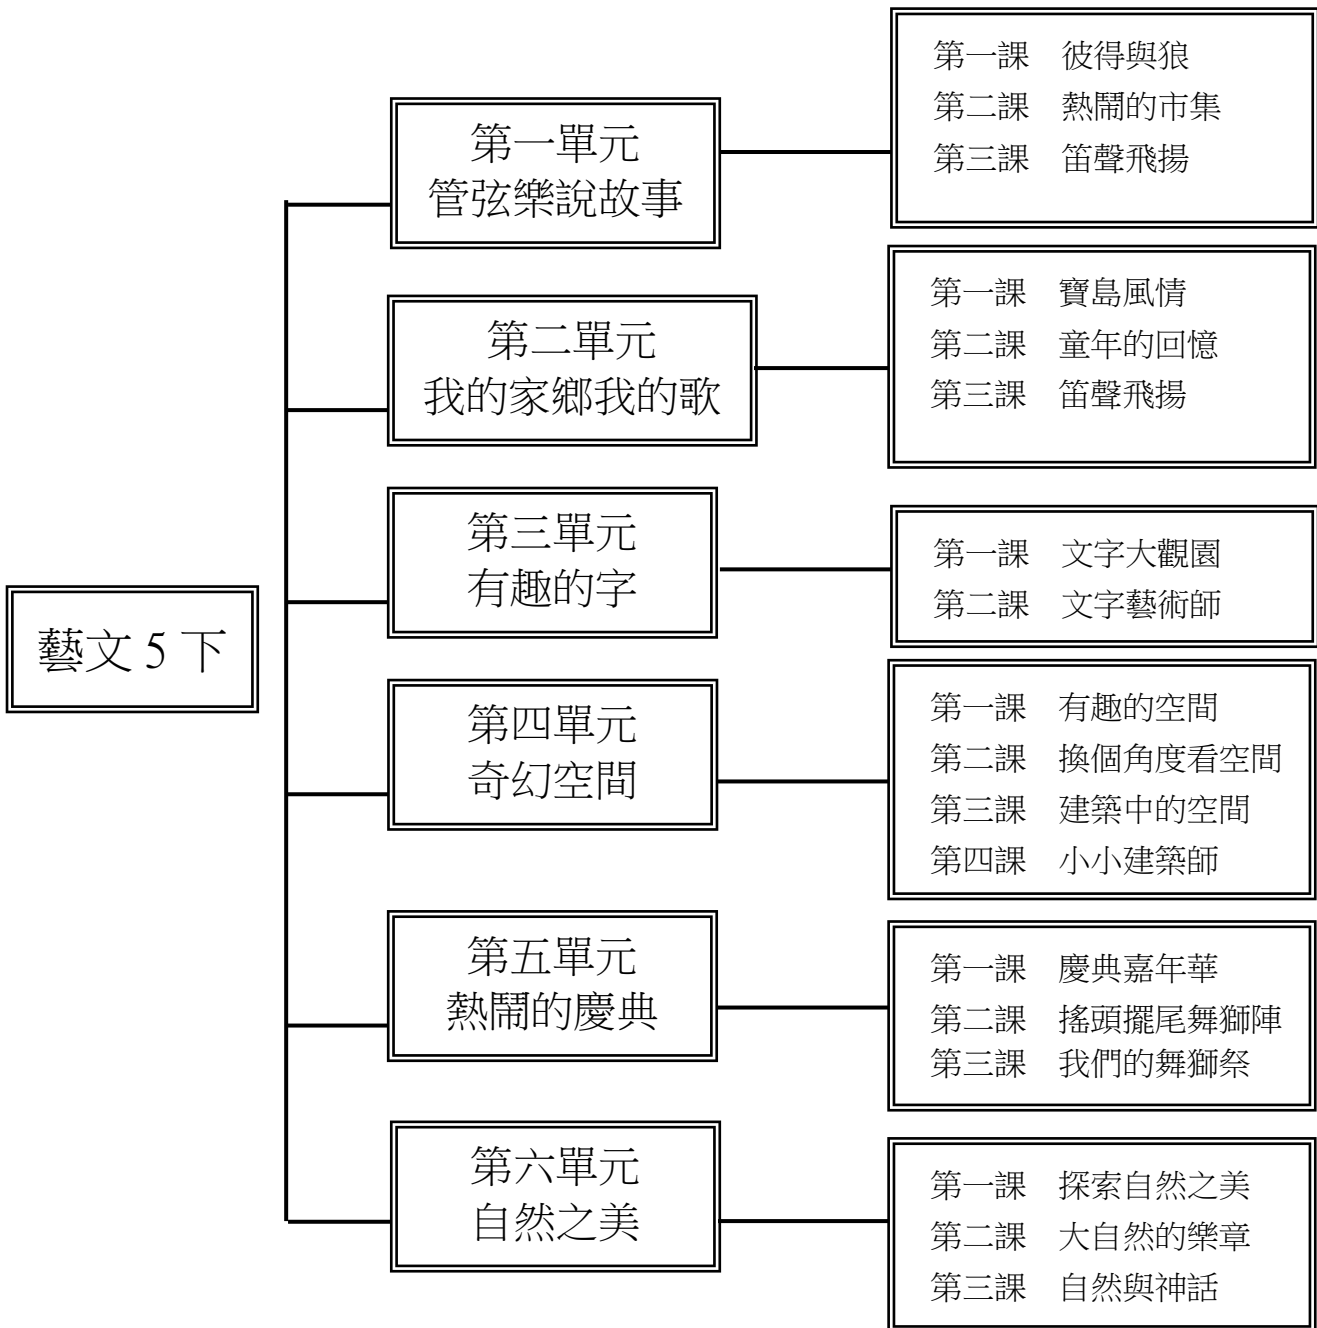 藝文 5 下
第一單元
管弦樂說故事
第一課　彼得與狼
第二課　熱鬧的市集
第三課　笛聲飛揚
第二單元
我的家鄉我的歌
第一課　寶島風情
第二課　童年的回憶
第三課　笛聲飛揚
第三單元
有趣的字
第一課　文字大觀園
第二課　文字藝術師
第四單元
奇幻空間
第一課　有趣的空間
第二課　換個角度看空間
第三課　建築中的空間
第四課　小小建築師
第五單元
熱鬧的慶典
第一課　慶典嘉年華
第二課　搖頭擺尾舞獅陣
第三課　我們的舞獅祭
第六單元
自然之美
第一課　探索自然之美
第二課　大自然的樂章
第三課　自然與神話